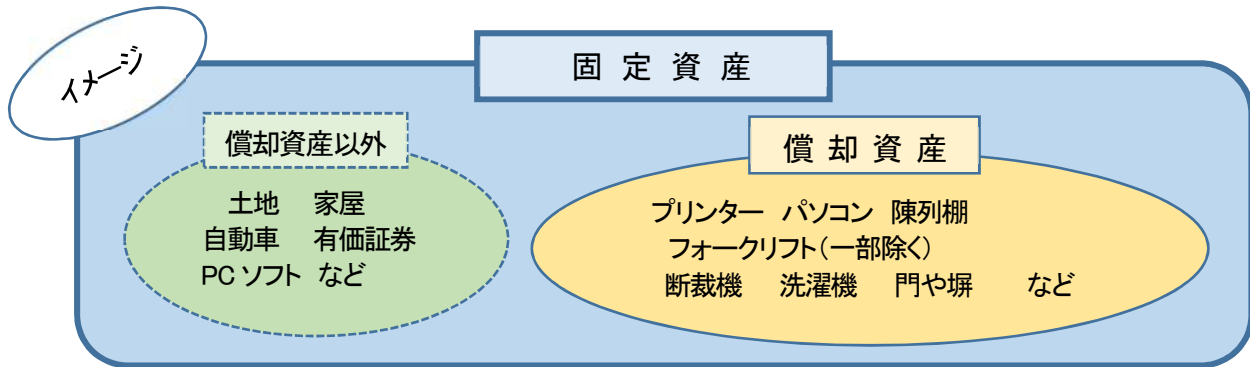 イメージ
固定資産
償却資産以外
土地 家屋
自動車 有価証券
PCソフト など
償却資産
プリンター パソコン 陳列棚
フォークリフト（一部除く）
断裁機 洗濯機 門や塀 など